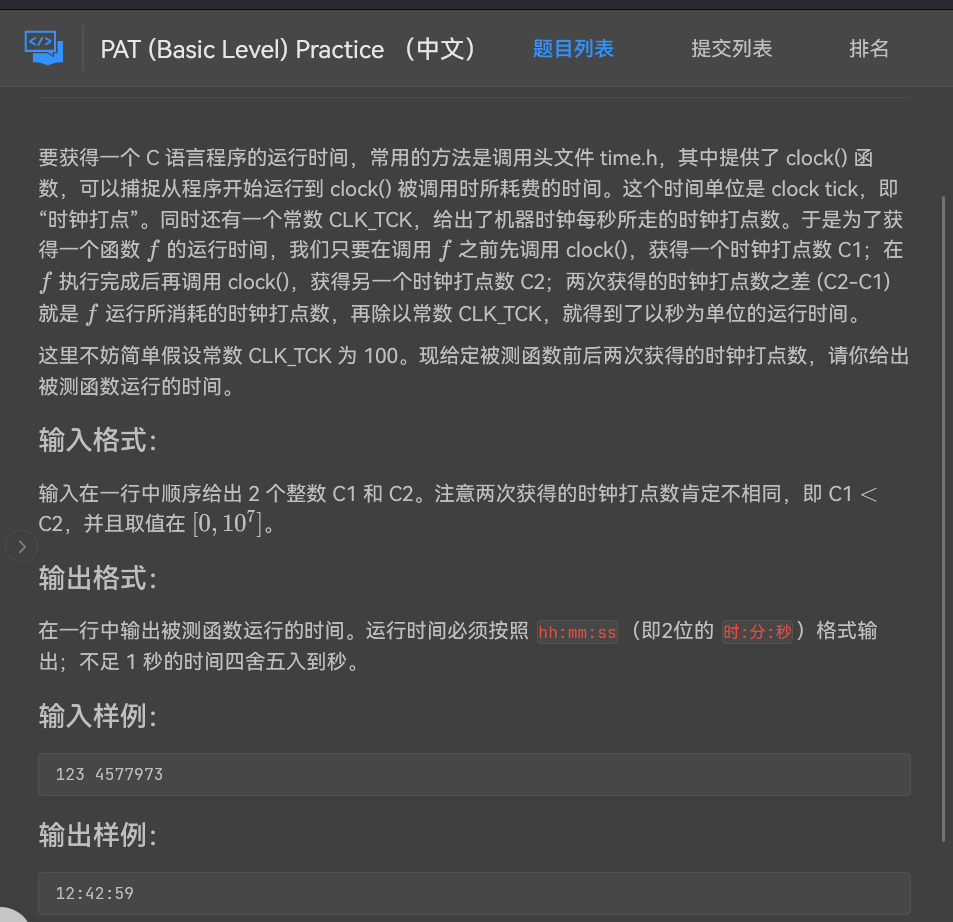 PAT (Basic Level) Practice （中文） 题目列表 提交列表 排名
要获得一个 C 语言程序的运行时间，常用的方法是调用头文件 time.h，其中提供了 clock() 函
数，可以捕捉从程序开始运行到 clock() 被调用时所耗费的时间。这个时间单位是 clock tick，即
“时钟打点”。同时还有一个常数 CLK_TCK，给出了机器时钟每秒所走的时钟打点数。于是为了获
得一个函数 f 的运行时间，我们只要在调用 f 之前先调用 clock()，获得一个时钟打点数 C1；在
f 执行完成后再调用 clock()，获得另一个时钟打点数 C2；两次获得的时钟打点数之差 (C2-C1)
就是 f 运行所消耗的时钟打点数，再除以常数 CLK_TCK，就得到了以秒为单位的运行时间。
这里不妨简单假设常数 CLK_TCK 为 100。现给定被测函数前后两次获得的时钟打点数，请你给出
被测函数运行的时间。
输入格式：
输入在一行中顺序给出 2 个整数 C1 和 C2。注意两次获得的时钟打点数肯定不相同，即 C1 <
C2，并且取值在 [0, 10⁷]。
输出格式：
在一行中输出被测函数运行的时间。运行时间必须按照 hh:mm:ss （即2位的 时:分:秒）格式输
出；不足 1 秒的时间四舍五入到秒。
输入样例：
123 4577973
输出样例：
12:42:59